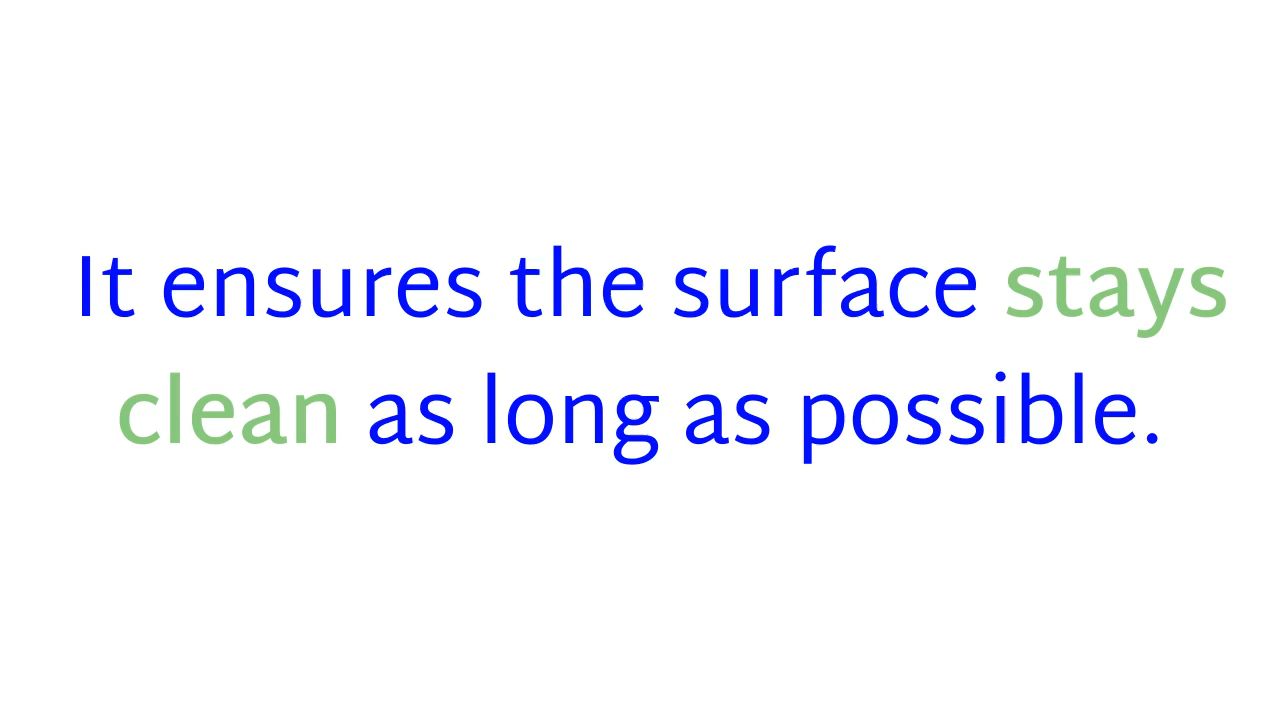 It ensures the surface stays
clean as long as possible.